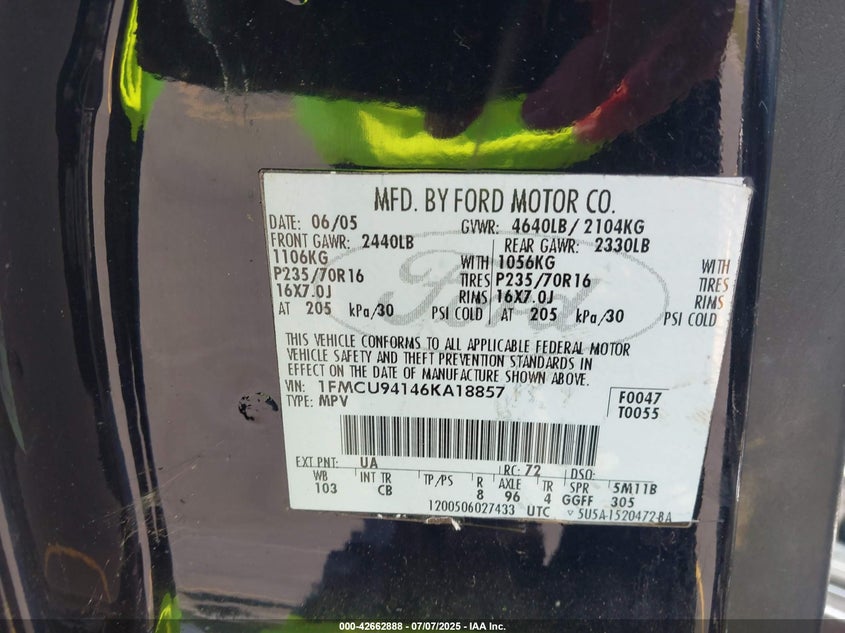 MFD. BY FORD MOTOR CO.
DATE: 06/05 GVWR: 4640LB / 2104KG
FRONT GAWR: 2440LB REAR GAWR: 2330LB
1106KG WITH 1056KG WITH
P235/70R16 TIRES P235/70R16 TIRES
16X7.0J RIMS 16X7.0J RIMS
AT 205 kPa/30 PSI COLD AT 205 kPa/30 PSI COLD
Ford
THIS VEHICLE CONFORMS TO ALL APPLICABLE FEDERAL MOTOR
VEHICLE SAFETY AND THEFT PREVENTION STANDARDS IN
EFFECT ON THE DATE OF MANUFACTURE SHOWN ABOVE.
VIN: 1FMCU94146KA18857 F0047
TYPE: MPV T0055
EXT PNT: UA RC: 72 DSO:
WB INT TR TP/PS R AXLE TR SPR 5M11B
103 CB 8 96 4 GGFF 305
1200506027433 UTC ▽ 5U5A-1520472-BA
000-42662888 | 07/07/2025 - IAA Inc.